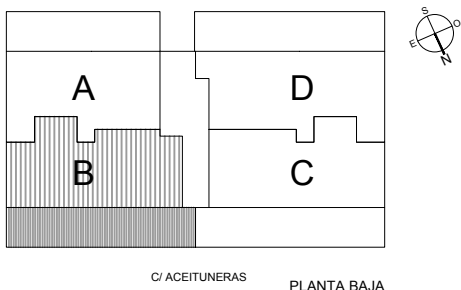 S
E O
N
A D
B C
C/ ACEITUNERAS
PLANTA BAJA